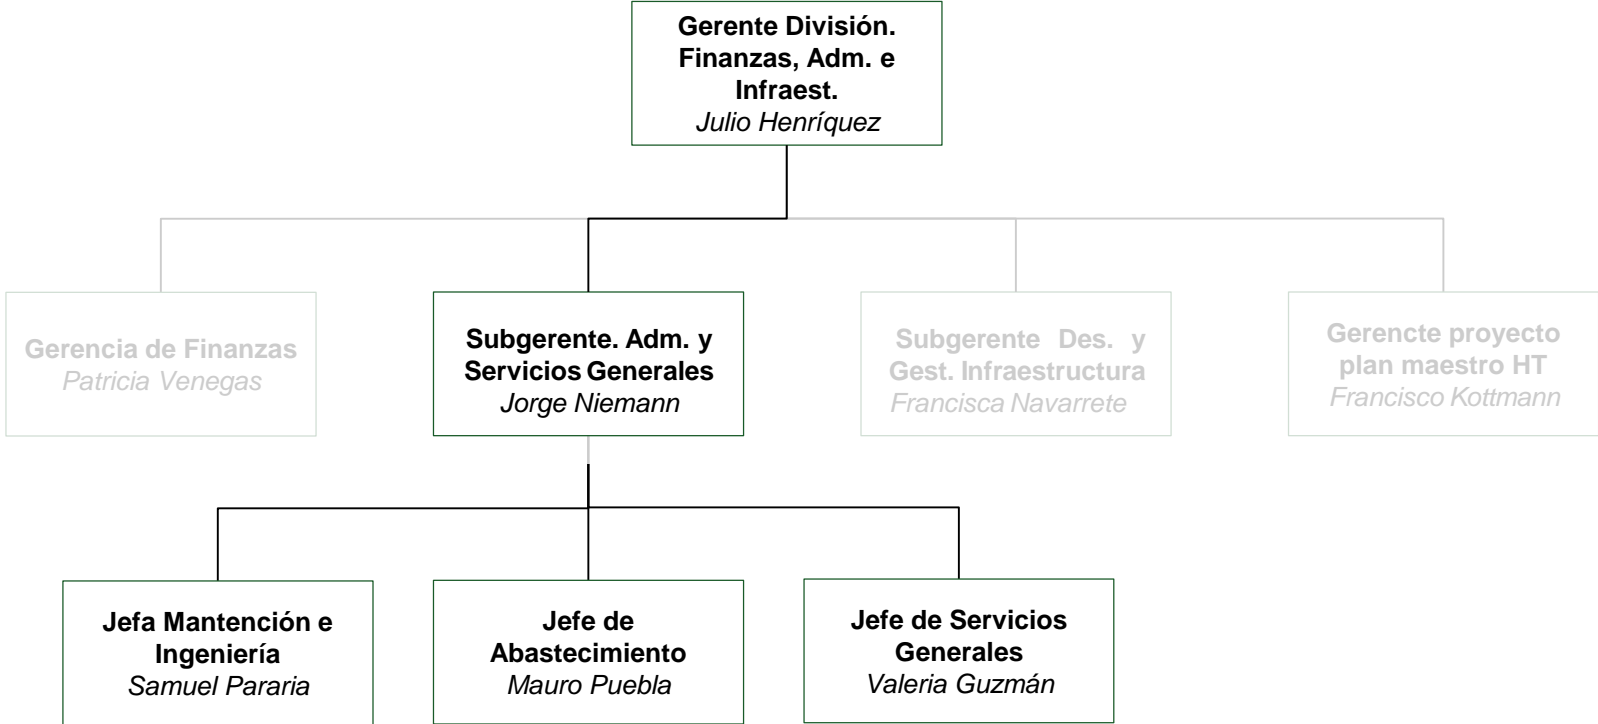 Gerente División.
Finanzas, Adm. e
Infraest.
Julio Henríquez
Gerencia de Finanzas
Patricia Venegas
Subgerente. Adm. y
Servicios Generales
Jorge Niemann
Subgerente Des. y
Gest. Infraestructura
Francisca Navarrete
Gerencte proyecto
plan maestro HT
Francisco Kottmann
Jefa Mantención e
Ingeniería
Samuel Pararia
Jefe de
Abastecimiento
Mauro Puebla
Jefe de Servicios
Generales
Valeria Guzmán